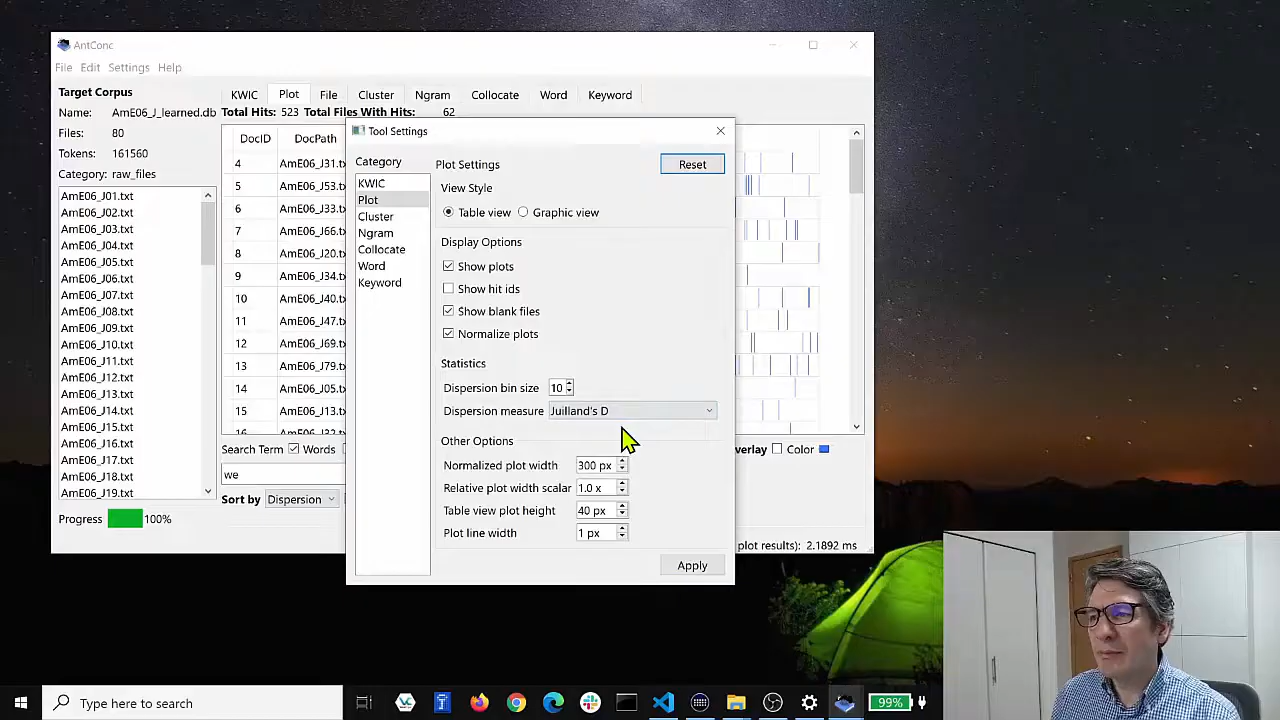 AntConc
File Edit Settings Help
Target Corpus
Name: AmE06_J_learned.db
Files: 80
Tokens: 161560
Category: raw_files
AmE06_J01.txt
AmE06_J02.txt
AmE06_J03.txt
AmE06_J04.txt
AmE06_J05.txt
AmE06_J06.txt
AmE06_J07.txt
AmE06_J08.txt
AmE06_J09.txt
AmE06_J10.txt
AmE06_J11.txt
AmE06_J12.txt
AmE06_J13.txt
AmE06_J14.txt
AmE06_J15.txt
AmE06_J16.txt
AmE06_J17.txt
AmE06_J18.txt
AmE06_J19.txt
Progress 100%
KWIC Plot File Cluster Ngram Collocate Word Keyword
Total Hits: 523 Total Files With Hits: 62
DocID DocPath
4 AmE06_J31.t
5 AmE06_J53.t
6 AmE06_J33.t
7 AmE06_J66.t
8 AmE06_J20.t
9 AmE06_J34.t
10 AmE06_J40.t
11 AmE06_J47.t
12 AmE06_J69.t
13 AmE06_J79.t
14 AmE06_J05.t
15 AmE06_J13.t
Search Term Words
we
Sort by Dispersion
verlay Color
plot results): 2.1892 ms
Tool Settings
Category
KWIC
Plot
Cluster
Ngram
Collocate
Word
Keyword
Plot Settings
Reset
View Style
Table view Graphic view
Display Options
Show plots
Show hit ids
Show blank files
Normalize plots
Statistics
Dispersion bin size 10
Dispersion measure Juilland's D
Other Options
Normalized plot width 300 px
Relative plot width scalar 1.0 x
Table view plot height 40 px
Plot line width 1 px
Apply
Type here to search
99%